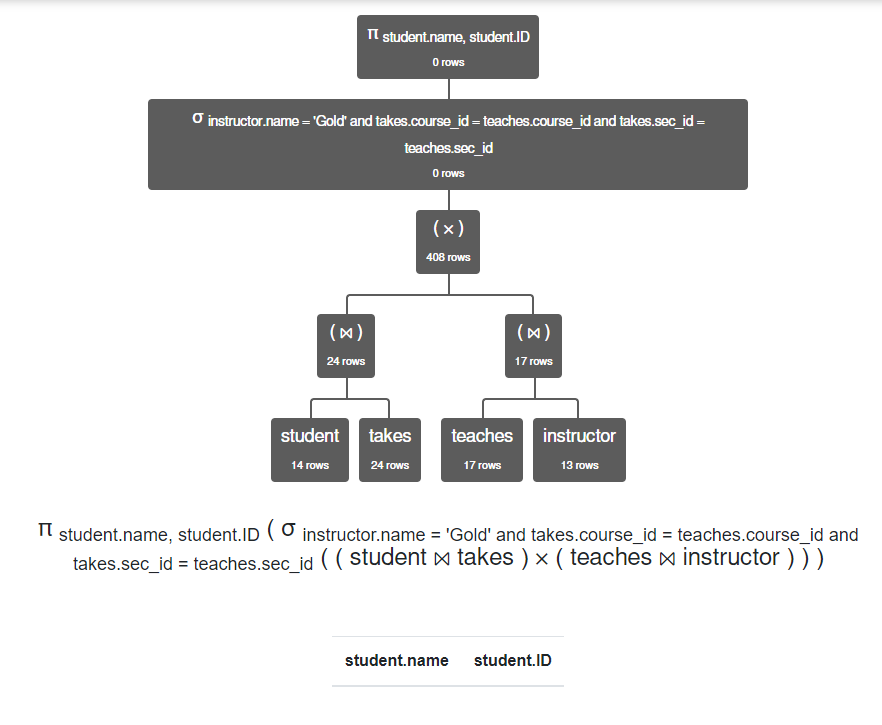 π student.name, student.ID
0 rows
σ instructor.name = 'Gold' and takes.course_id = teaches.course_id and takes.sec_id =
teaches.sec_id
0 rows
( × )
408 rows
( ⋈ )
24 rows
( ⋈ )
17 rows
student
14 rows
takes
24 rows
teaches
17 rows
instructor
13 rows
π student.name, student.ID ( σ instructor.name = 'Gold' and takes.course_id = teaches.course_id and
takes.sec_id = teaches.sec_id ( ( student ⋈ takes ) × ( teaches ⋈ instructor ) ) )
student.name student.ID